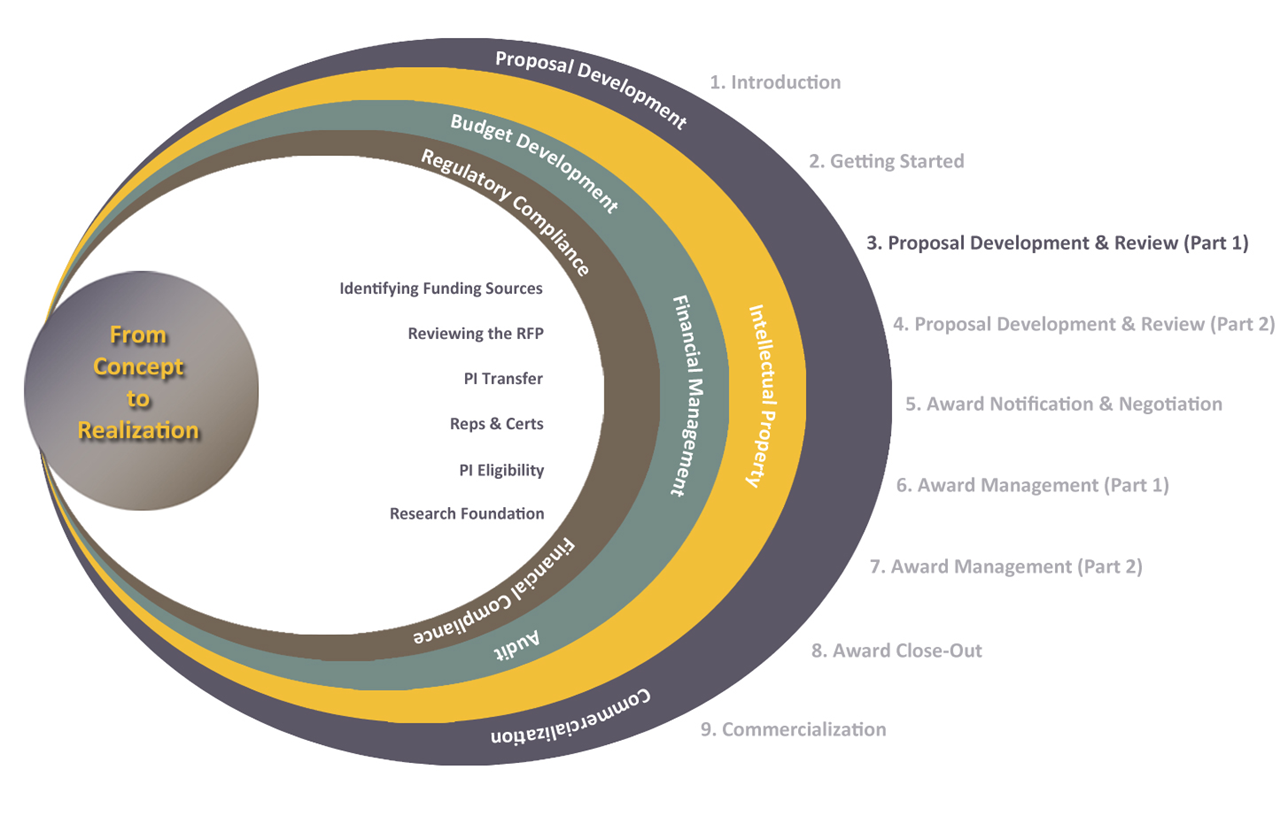 Proposal Development
Budget Development
Regulatory Compliance
Financial Management
Intellectual Property
Financial Compliance
Audit
Commercialization
From
Concept
to
Realization
Identifying Funding Sources
Reviewing the RFP
PI Transfer
Reps & Certs
PI Eligibility
Research Foundation
1. Introduction
2. Getting Started
3. Proposal Development & Review (Part 1)
4. Proposal Development & Review (Part 2)
5. Award Notification & Negotiation
6. Award Management (Part 1)
7. Award Management (Part 2)
8. Award Close-Out
9. Commercialization